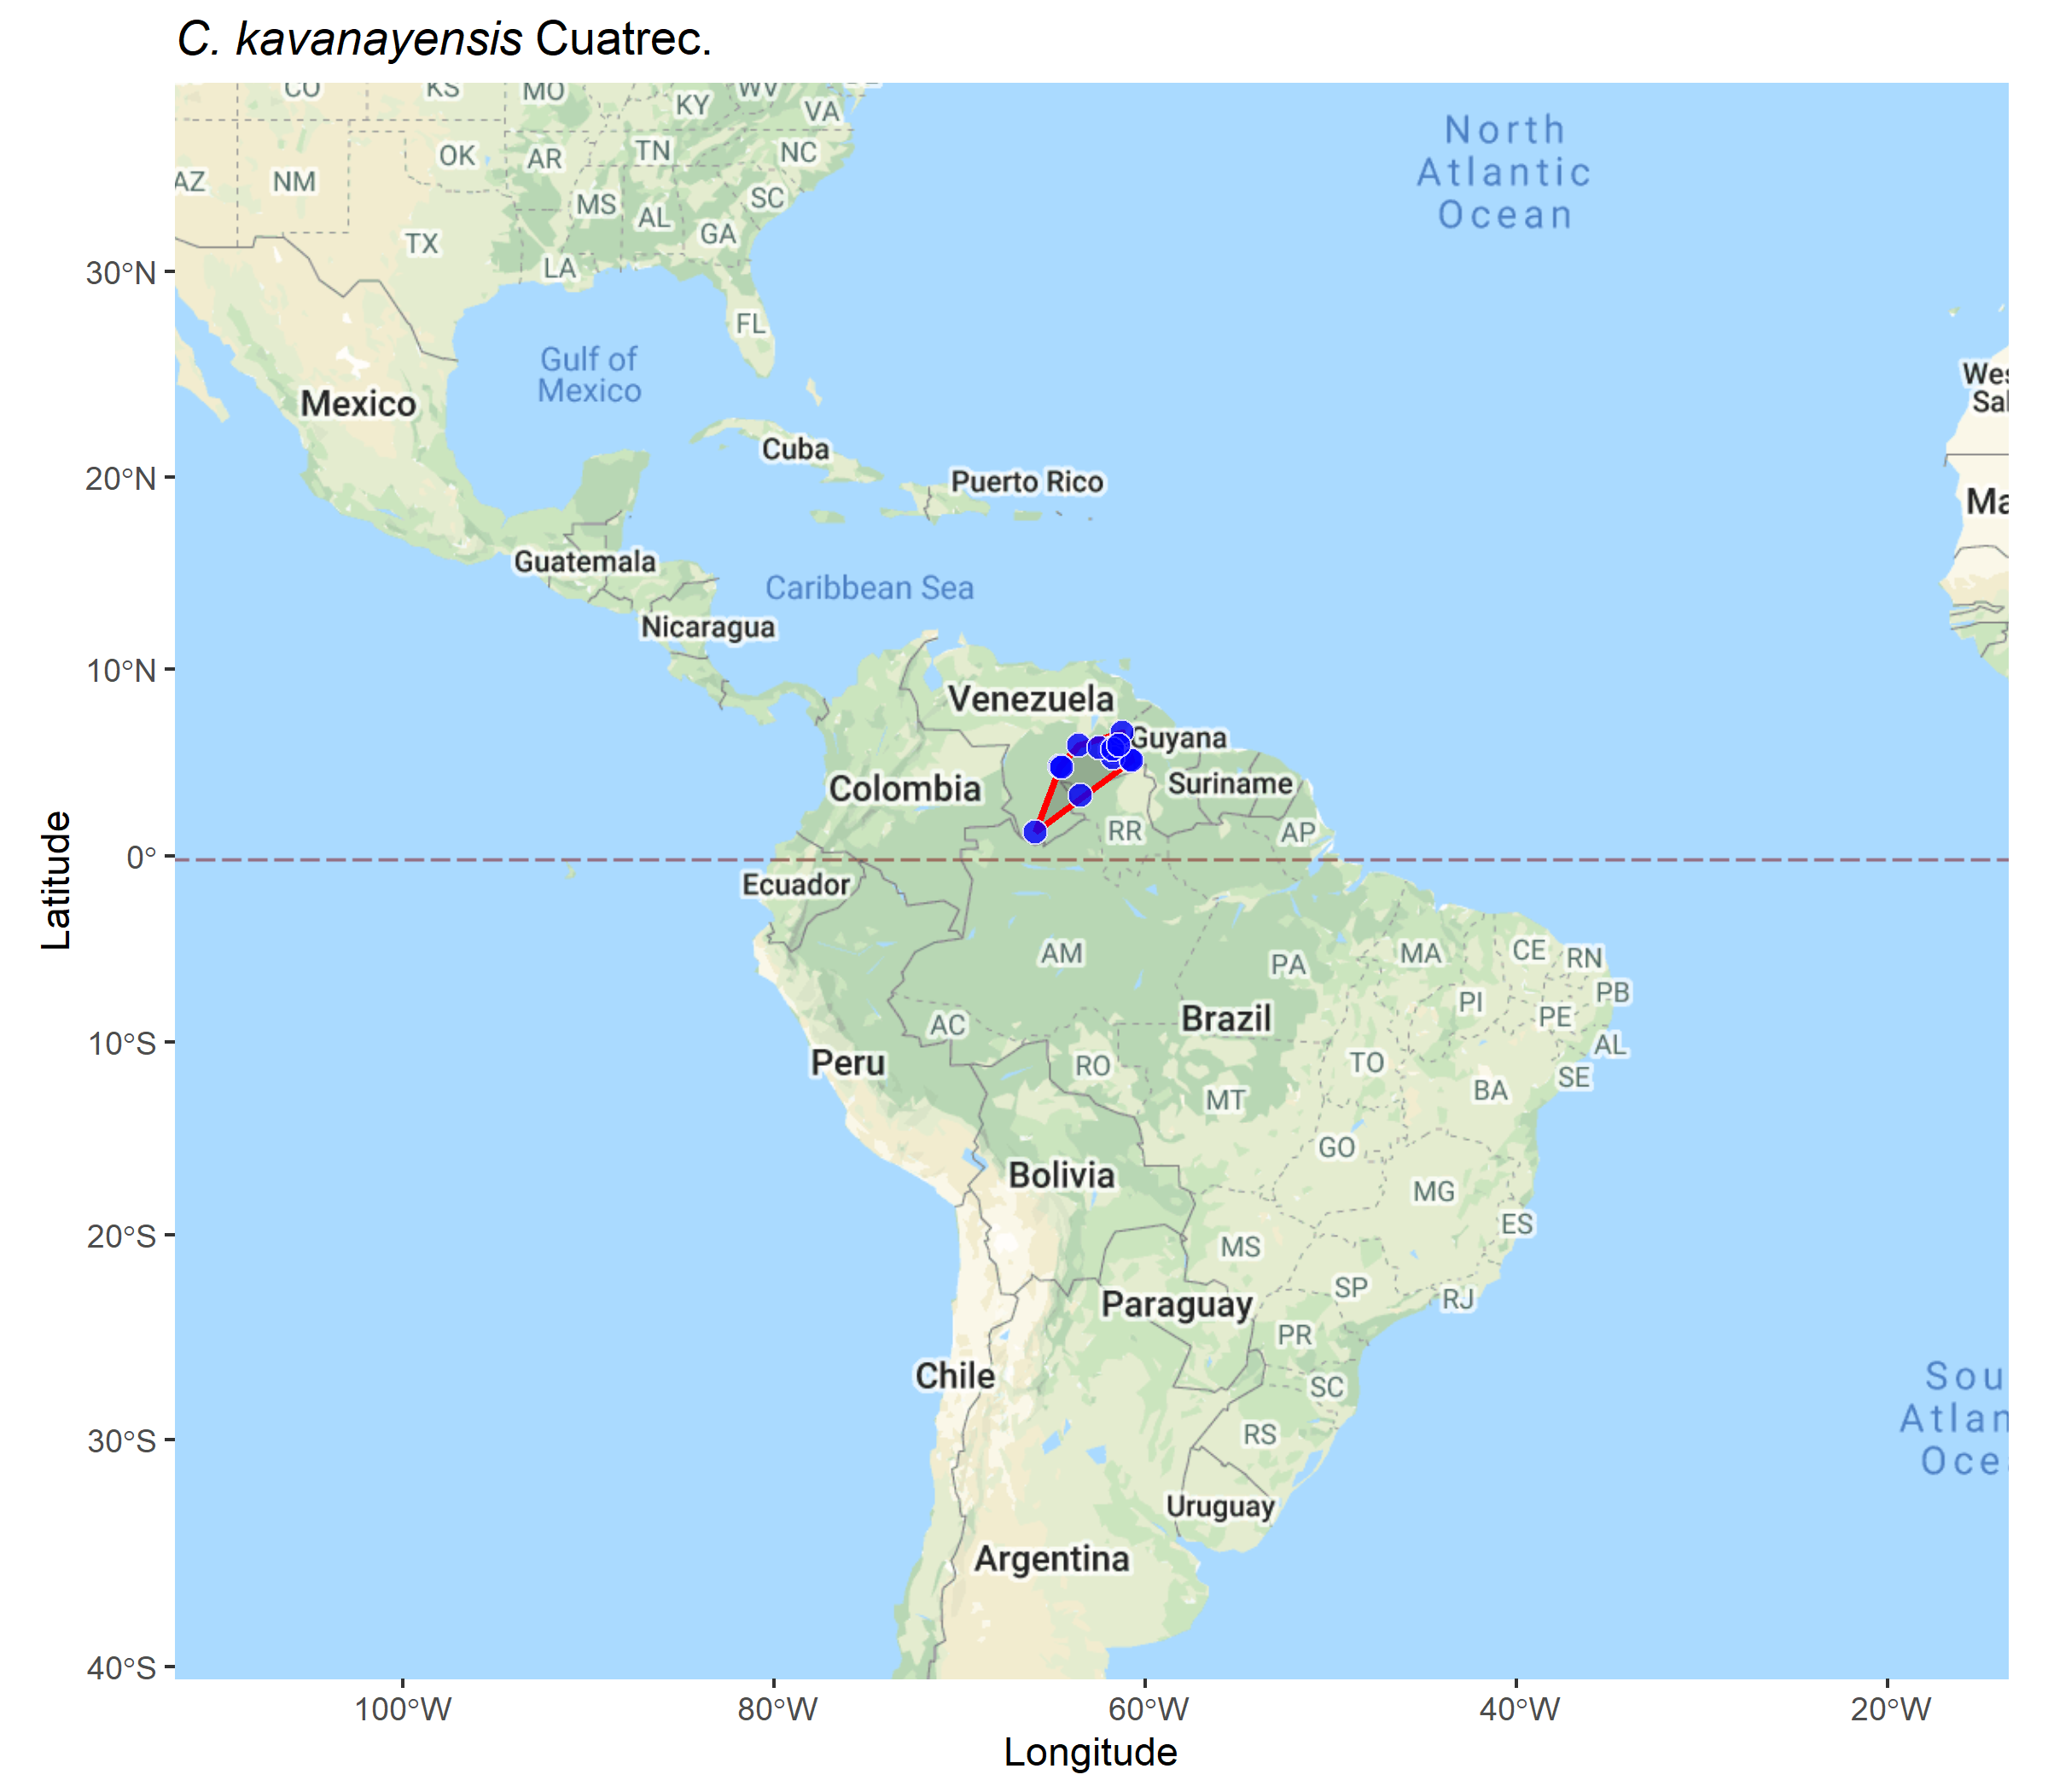 C. kavanayensis Cuatrec.
CO
KS
MO
KY
WV
VA
OK
AR
TN
NC
AZ
NM
MS
AL
SC
GA
TX
LA
FL
North
Atlantic
Ocean
Gulf of
Mexico
Mexico
Cuba
Puerto Rico
Guatemala
Caribbean Sea
Nicaragua
Wes
Sal
Ma
Venezuela
Guyana
Colombia
Suriname
RR
AP
Ecuador
AM
PA
MA
CE
RN
PI
PB
PE
AC
Brazil
AL
Peru
RO
TO
SE
MT
BA
GO
Bolivia
MG
ES
MS
SP
RJ
Paraguay
PR
Chile
SC
RS
Uruguay
Argentina
Sou
Atlan
Oce
30°N
20°N
10°N
0°
10°S
20°S
30°S
40°S
Latitude
100°W
80°W
60°W
40°W
20°W
Longitude